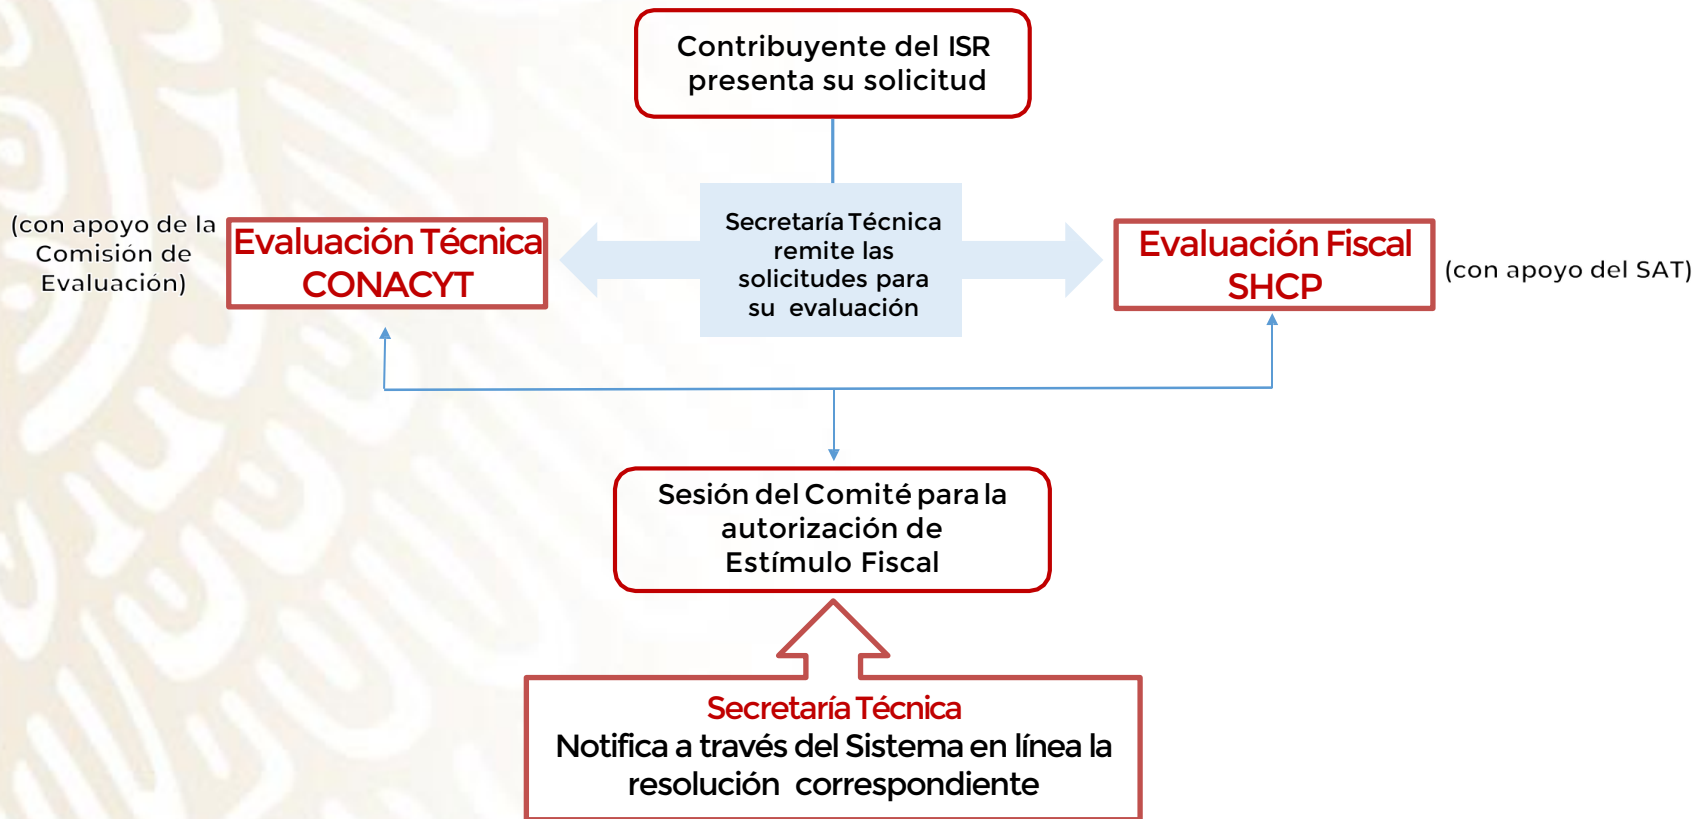 Contribuyente del ISR
presenta su solicitud
(con apoyo de la
Comisión de
Evaluación)
Evaluación Técnica
CONACYT
Secretaría Técnica
remite las
solicitudes para
su evaluación
Evaluación Fiscal
SHCP
(con apoyo del SAT)
Sesión del Comité para la
autorización de
Estímulo Fiscal
Secretaría Técnica
Notifica a través del Sistema en línea la
resolución correspondiente